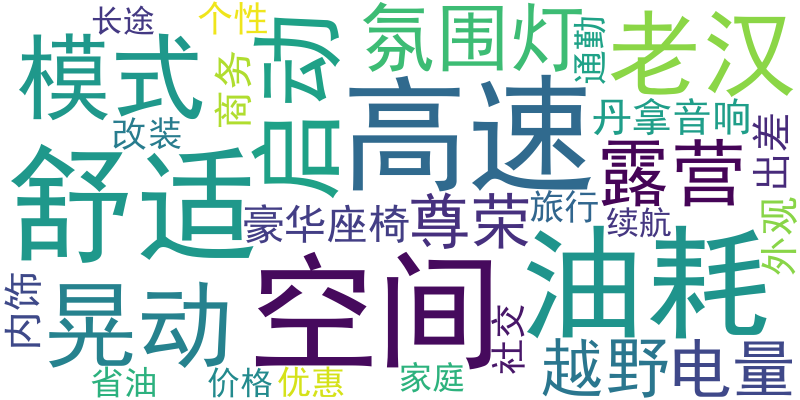 长途
个性
氛围灯
通勤
老汉
模式
商务
启动
高速
改装
丹拿音响
出差
舒适
豪华座椅
尊荣
旅行
露营
续航
外观
内饰
晃动
空间
油耗
社交
越野
电量
省油
价格
优惠
家庭